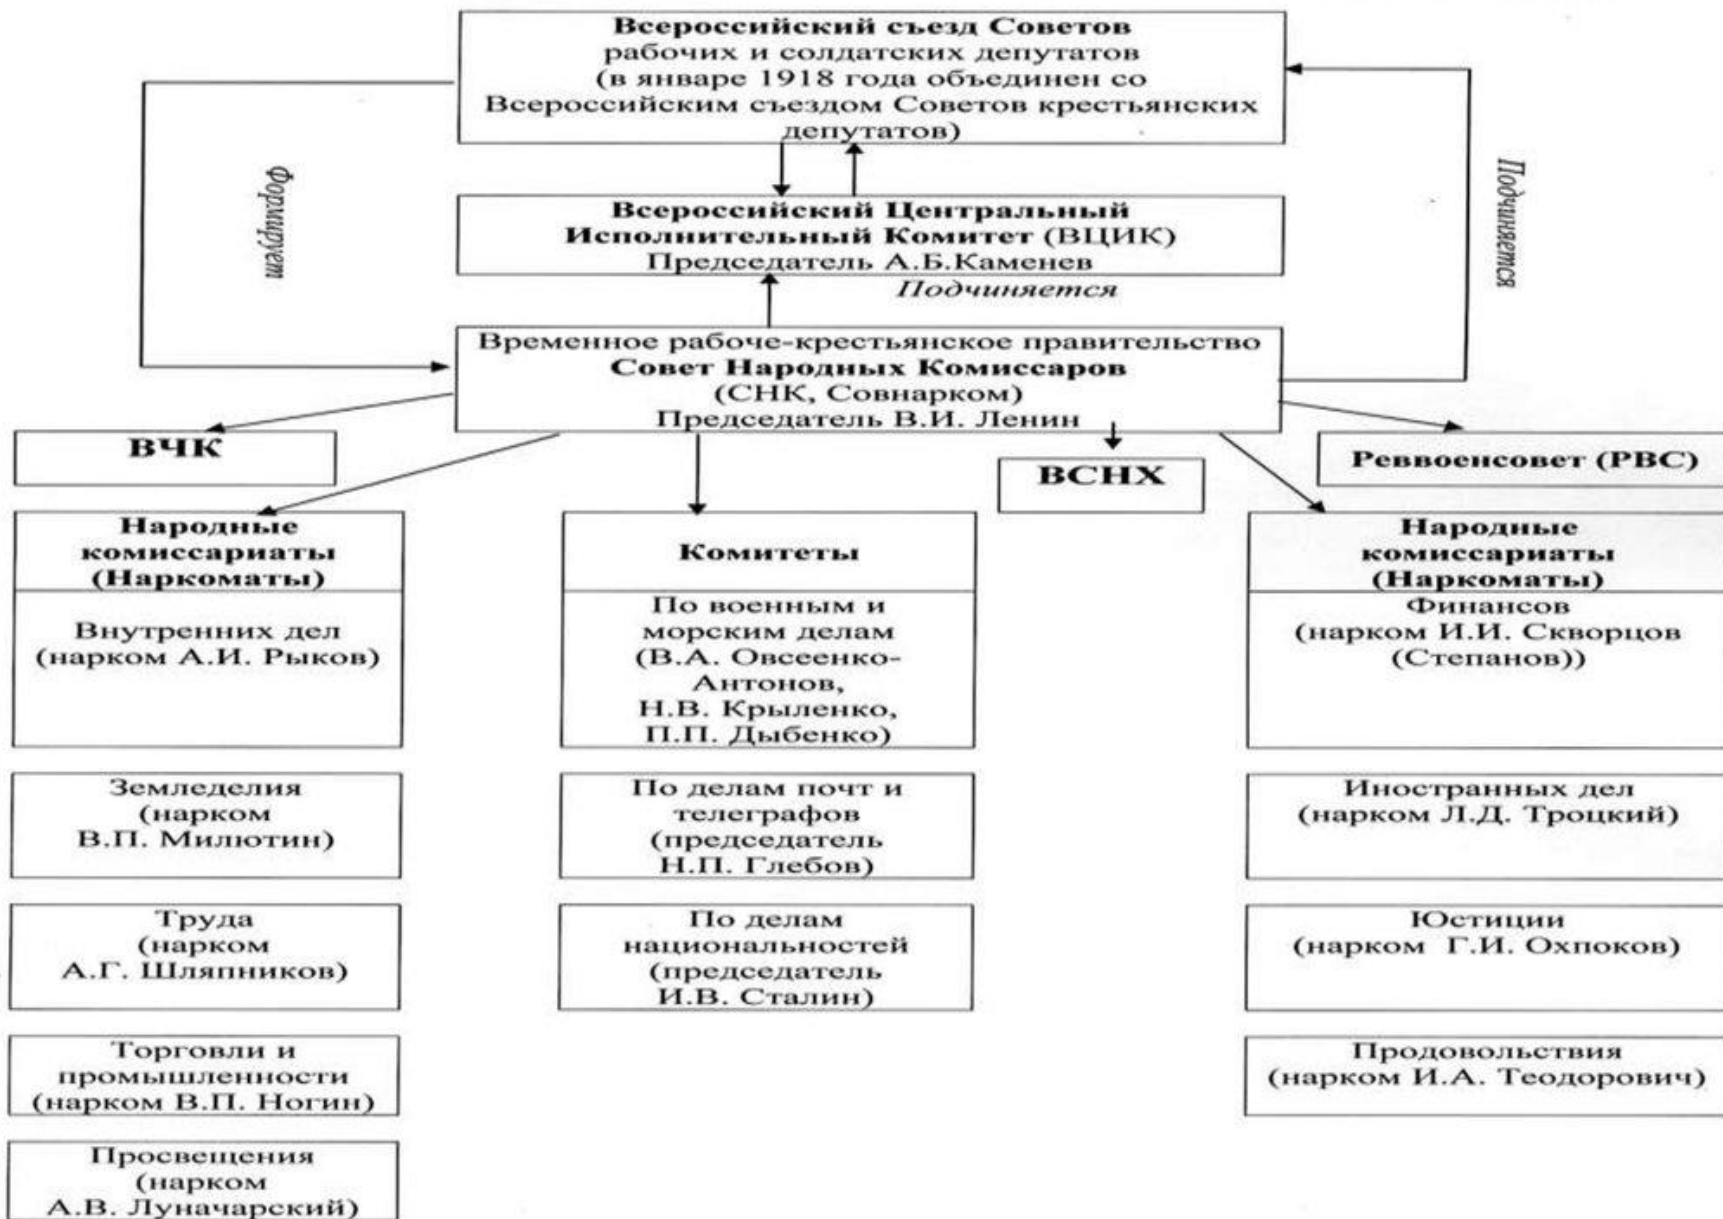 Всероссийский съезд Советов
рабочих и солдатских депутатов
(в январе 1918 года объединен со
Всероссийским съездом Советов крестьянских
депутатов)
Формирует
Подчиняется
Всероссийский Центральный
Исполнительный Комитет (ВЦИК)
Председатель А.Б.Каменев
Подчиняется
Временное рабоче-крестьянское правительство
Совет Народных Комиссаров
(СНК, Совнарком)
Председатель В.И. Ленин
ВЧК
ВСНХ
Реввоенсовет (РВС)
Народные
комиссариаты
(Наркоматы)
Внутренних дел
(нарком А.И. Рыков)
Земледелия
(нарком
В.П. Милютин)
Труда
(нарком
А.Г. Шляпников)
Торговли и
промышленности
(нарком В.П. Ногин)
Просвещения
(нарком
А.В. Луначарский)
Комитеты
По военным и
морским делам
(В.А. Овсеенко-
Антонов,
Н.В. Крыленко,
П.П. Дыбенко)
По делам почт и
телеграфов
(председатель
Н.П. Глебов)
По делам
национальностей
(председатель
И.В. Сталин)
Народные
комиссариаты
(Наркоматы)
Финансов
(нарком И.И. Скворцов
(Степанов))
Иностранных дел
(нарком Л.Д. Троцкий)
Юстиции
(нарком Г.И. Охпоков)
Продовольствия
(нарком И.А. Теодорович)